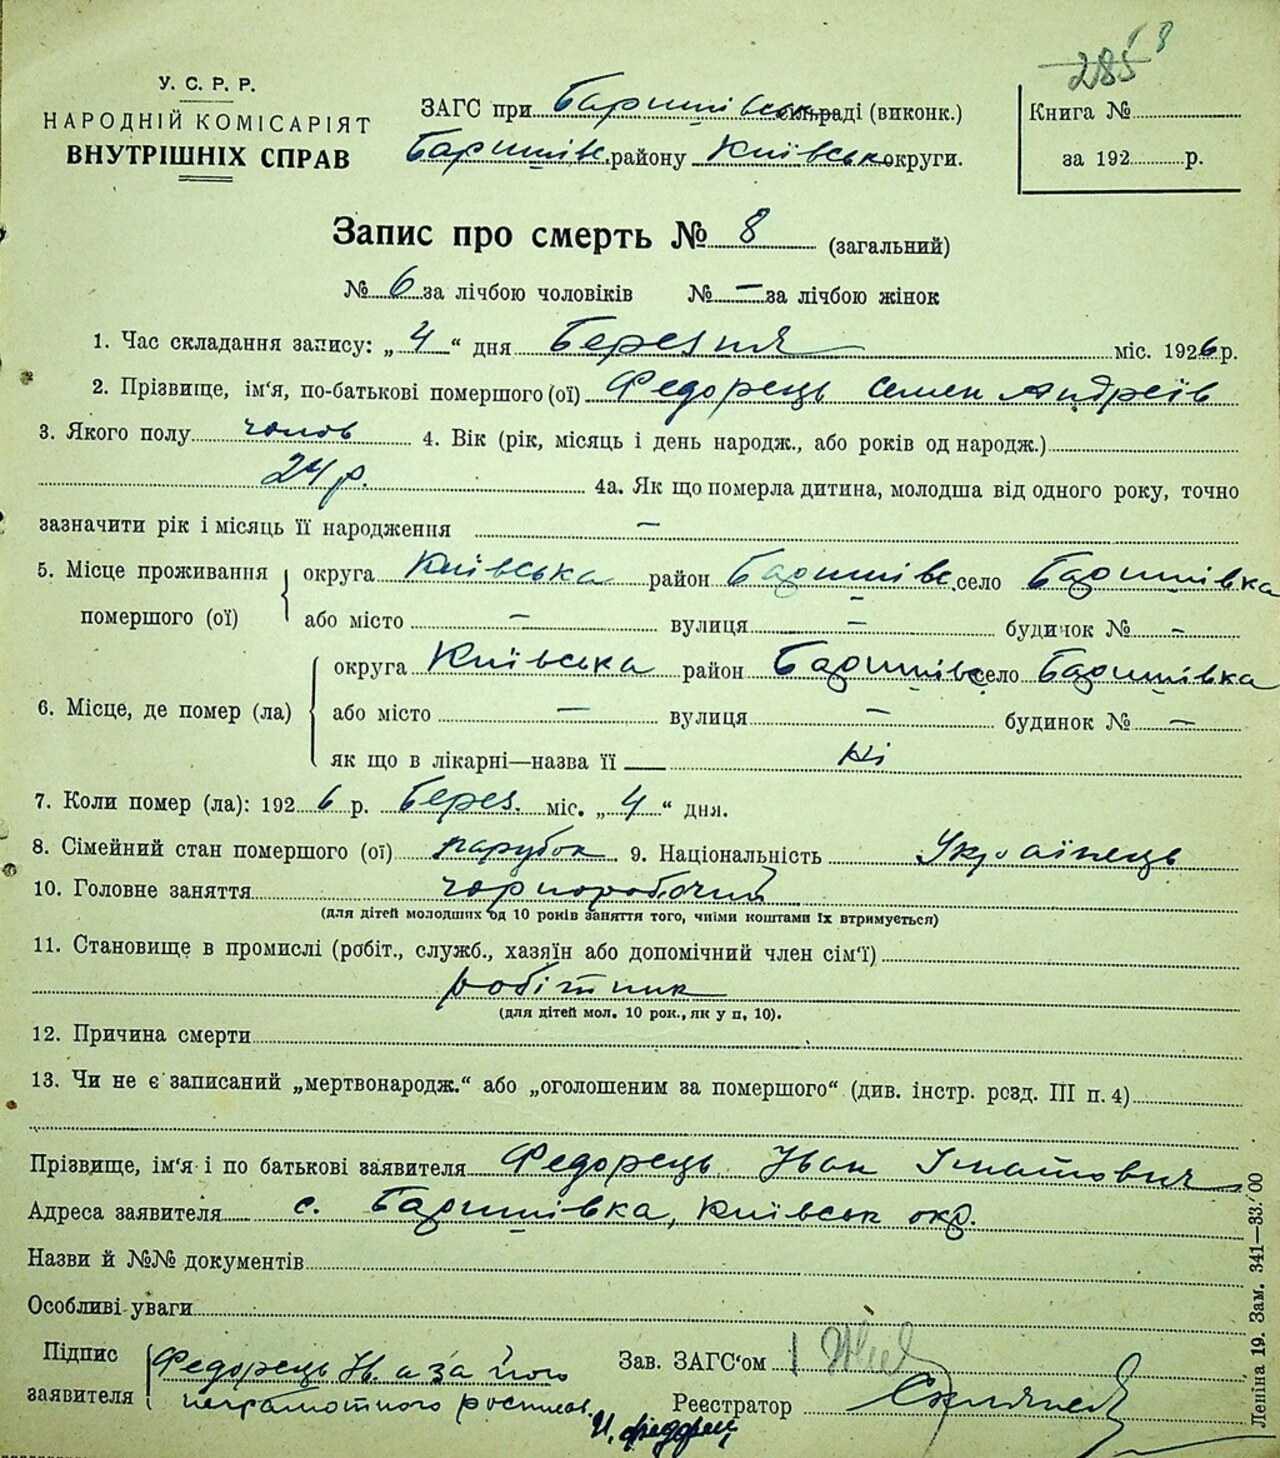 285 8
У. С. Р. Р.
НАРОДНІЙ КОМІСАРІЯТ
ВНУТРІШНІХ СПРАВ
ЗАГС при Баришівськ сельраді (виконк.)
Баришівс. району Київськ округи.
Книга №
за 192 р.
Запис про смерть № 8 (загальний)
№ 6 за лічбою чоловіків № — за лічбою жінок
1. Час складання запису: „4“ дня Березня міс. 1926 р.
2. Прізвище, ім'я, по-батькові помершого (ої) Федорець Семен Андреїв
3. Якого полу чолов 4. Вік (рік, місяць і день народж., або років од народж.)
24 р. 4а. Як що померла дитина, молодша від одного року, точно
зазначити рік і місяць її народження —
5. Місце проживання помершого (ої) округа Київська район Баришівс. село Баришівка
або місто — вулиця — будинок № —
6. Місце, де помер (ла) округа Київська район Баришівс село Баришівка
або місто — вулиця — будинок № —
як що в лікарні—назва її — Ні
7. Коли помер (ла): 1926 р. Берез. міс. „4“ дня.
8. Сімейний стан помершого (ої) парубок 9. Національність Українець
10. Головне заняття чорноробочий
(для дітей молодших од 10 років заняття того, чиїми коштами їх втримується)
11. Становище в промислі (робіт., служб., хазяїн або допомічний член сім'ї)
робітник
(для дітей мол. 10 рок., як у п, 10).
12. Причина смерти
13. Чи не є записаний „мертвонародж.“ або „оголошеним за помершого“ (див. інстр. розд. III п. 4)
Прізвище, ім'я і по батькові заявителя Федорець Іван Ігнатович
Адреса заявителя с. Баришівка, Київськ окр.
Назви й №№ документів
Особливі уваги
Підпис заявителя Федорець Ів. а за його
неграмотного росписав.
Зав. ЗАГС'ом
Реєстратор
Леніна 19. Зам. 341—83.